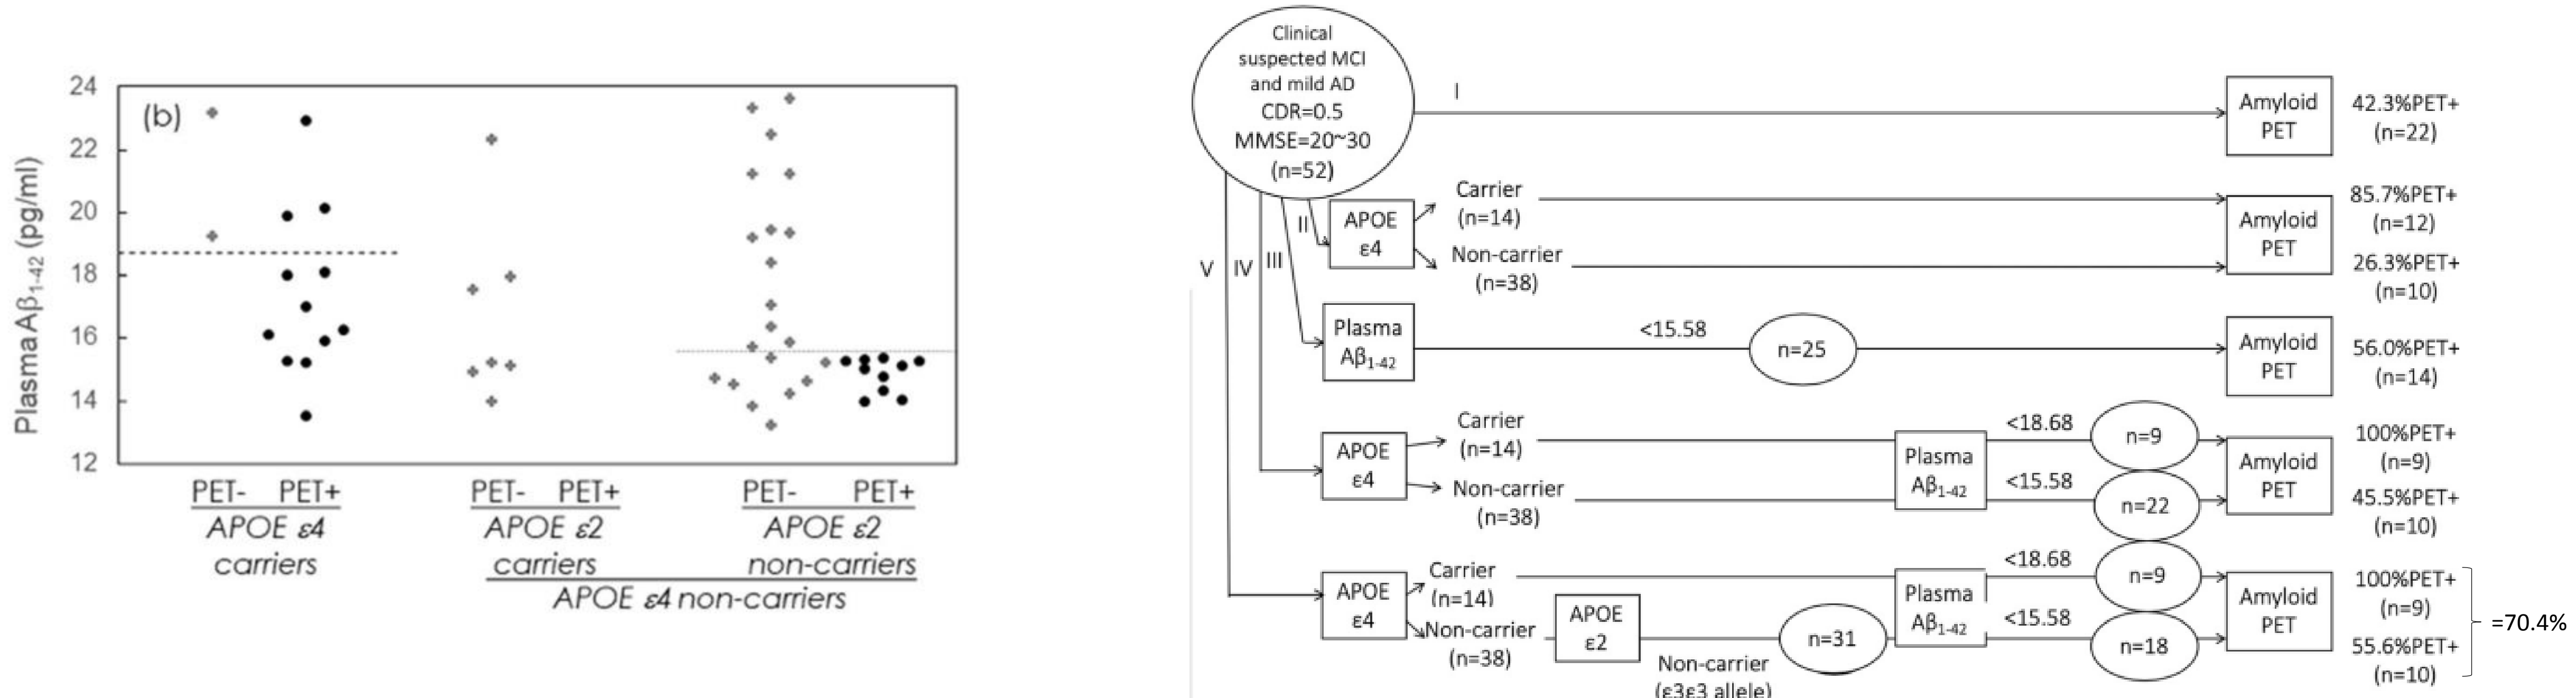 24
22
20
18
16
14
12
(b)
Plasma Aβ1-42 (pg/ml)
PET- PET+
APOE ε4
carriers
PET- PET+
APOE ε2
carriers
PET- PET+
APOE ε2
non-carriers
APOE ε4 non-carriers
Clinical
suspected MCI
and mild AD
CDR=0.5
MMSE=20~30
(n=52)
I
Amyloid
PET
42.3%PET+
(n=22)
II
APOE
ε4
Carrier
(n=14)
Non-carrier
(n=38)
Amyloid
PET
85.7%PET+
(n=12)
26.3%PET+
(n=10)
V IV III
Plasma
Aβ1-42
<15.58
n=25
Amyloid
PET
56.0%PET+
(n=14)
APOE
ε4
Carrier
(n=14)
Non-carrier
(n=38)
Plasma
Aβ1-42
<18.68
n=9
<15.58
n=22
Amyloid
PET
100%PET+
(n=9)
45.5%PET+
(n=10)
APOE
ε4
Carrier
(n=14)
Non-carrier
(n=38)
APOE
ε2
Non-carrier
(ε3ε3 allele)
n=31
Plasma
Aβ1-42
<18.68
n=9
<15.58
n=18
Amyloid
PET
100%PET+
(n=9)
55.6%PET+
(n=10)
=70.4%